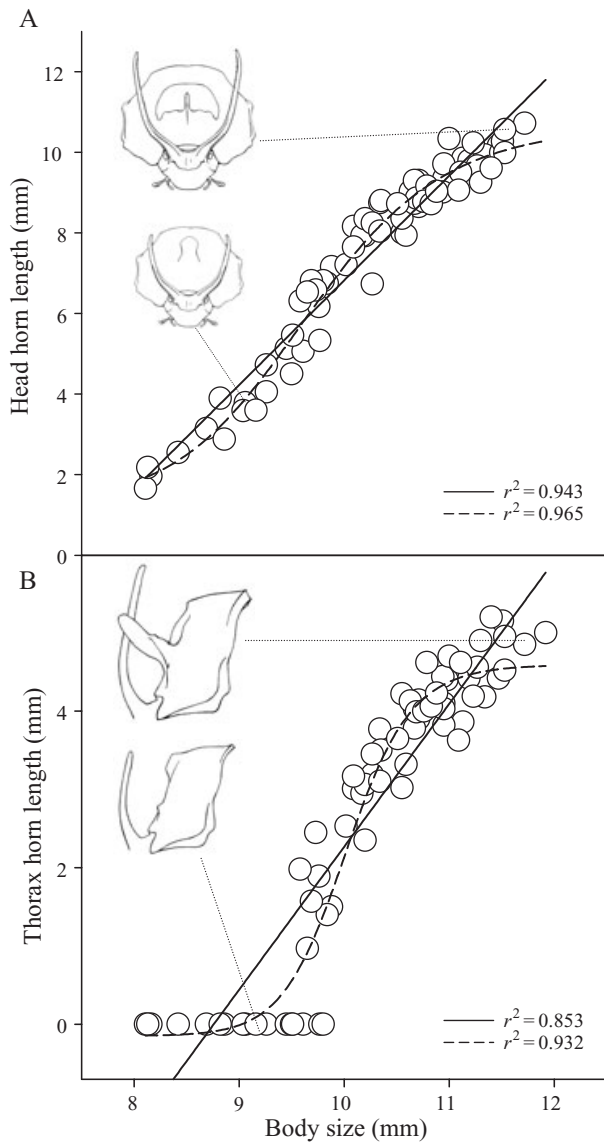 A
12
10
8
6
4
2
0
Head horn length (mm)
r² = 0.943
r² = 0.965
B
4
2
0
Thorax horn length (mm)
r² = 0.853
r² = 0.932
8 9 10 11 12
Body size (mm)